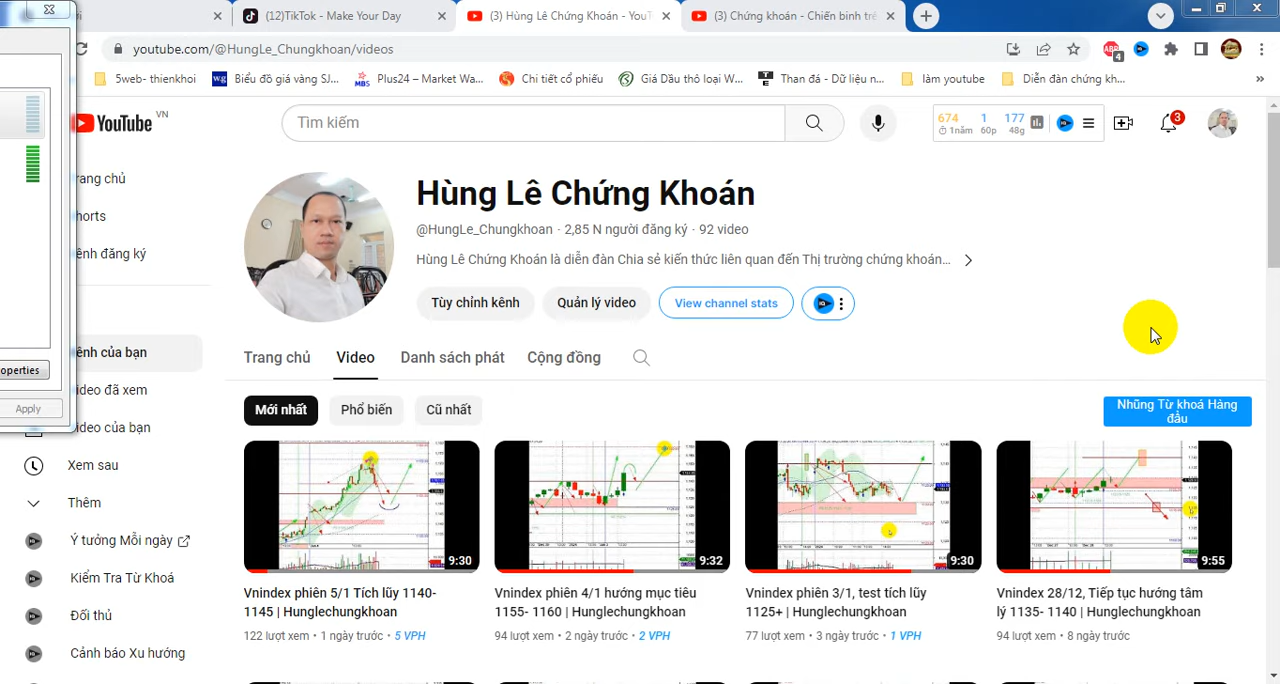 (12)TikTok - Make Your Day
(3) Hùng Lê Chứng Khoán - YouT
(3) Chứng khoán - Chiến binh trê
youtube.com/@HungLe_Chungkhoan/videos
4
5web- thienkhoi
Biểu đồ giá vàng SJ...
Plus24 – Market Wa...
Chi tiết cổ phiếu
Giá Dầu thô loại W...
Than đá - Dữ liệu n...
làm youtube
Diễn đàn chứng kh...
YouTube VN
Tìm kiếm
674 1 177
1năm 60p 48g
3
rang chủ
horts
ênh đăng ký
ênh của bạn
ideo đã xem
ideo của bạn
Xem sau
Thêm
Ý tưởng Mỗi ngày
Kiểm Tra Từ Khoá
Đối thủ
Cảnh báo Xu hướng
operties
Apply
Hùng Lê Chứng Khoán
@HungLe_Chungkhoan · 2,85 N người đăng ký · 92 video
Hùng Lê Chứng Khoán là diễn đàn Chia sẻ kiến thức liên quan đến Thị trường chứng khoán...
Tùy chỉnh kênh
Quản lý video
View channel stats
Trang chủ
Video
Danh sách phát
Cộng đồng
Mới nhất
Phổ biến
Cũ nhất
Những Từ khoá Hàng
đầu
9:30
9:32
9:30
9:55
Vnindex phiên 5/1 Tích lũy 1140-
1145 | Hunglechungkhoan
122 lượt xem • 1 ngày trước • 5 VPH
Vnindex phiên 4/1 hướng mục tiêu
1155- 1160 | Hunglechungkhoan
94 lượt xem • 2 ngày trước • 2 VPH
Vnindex phiên 3/1, test tích lũy
1125+ | Hunglechungkhoan
77 lượt xem • 3 ngày trước • 1 VPH
Vnindex 28/12, Tiếp tục hướng tâm
lý 1135- 1140 | Hunglechungkhoan
94 lượt xem • 8 ngày trước